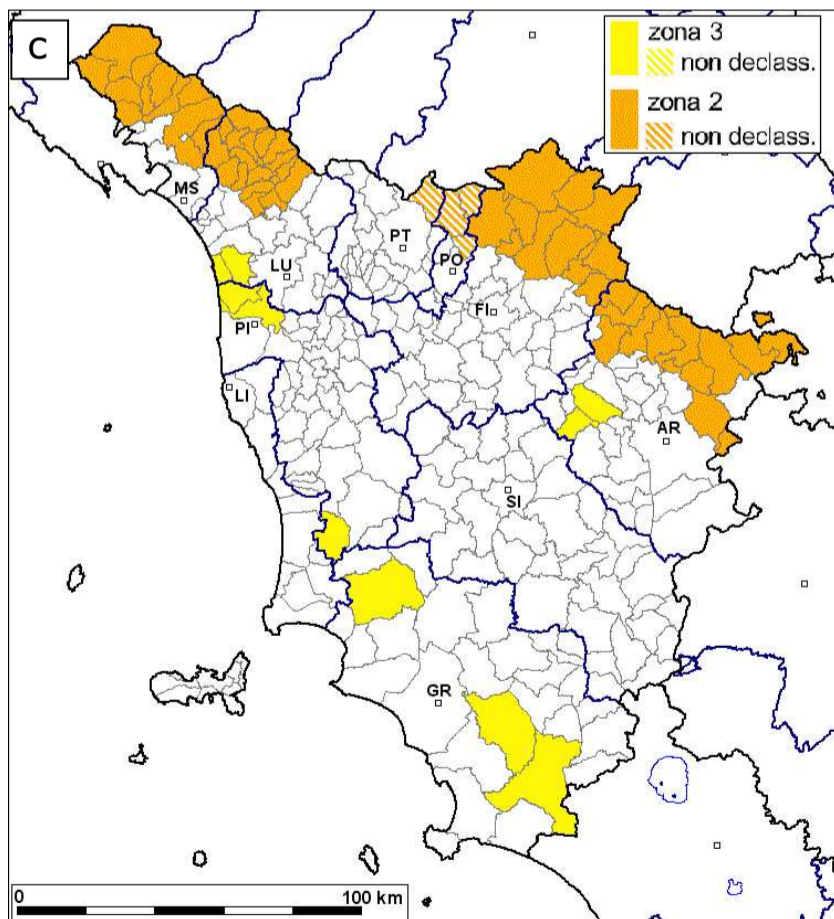 C
zona 3
non declass.
zona 2
non declass.
MS
LU
PT
PO
PI
FI
LI
AR
SI
GR
0 100 km